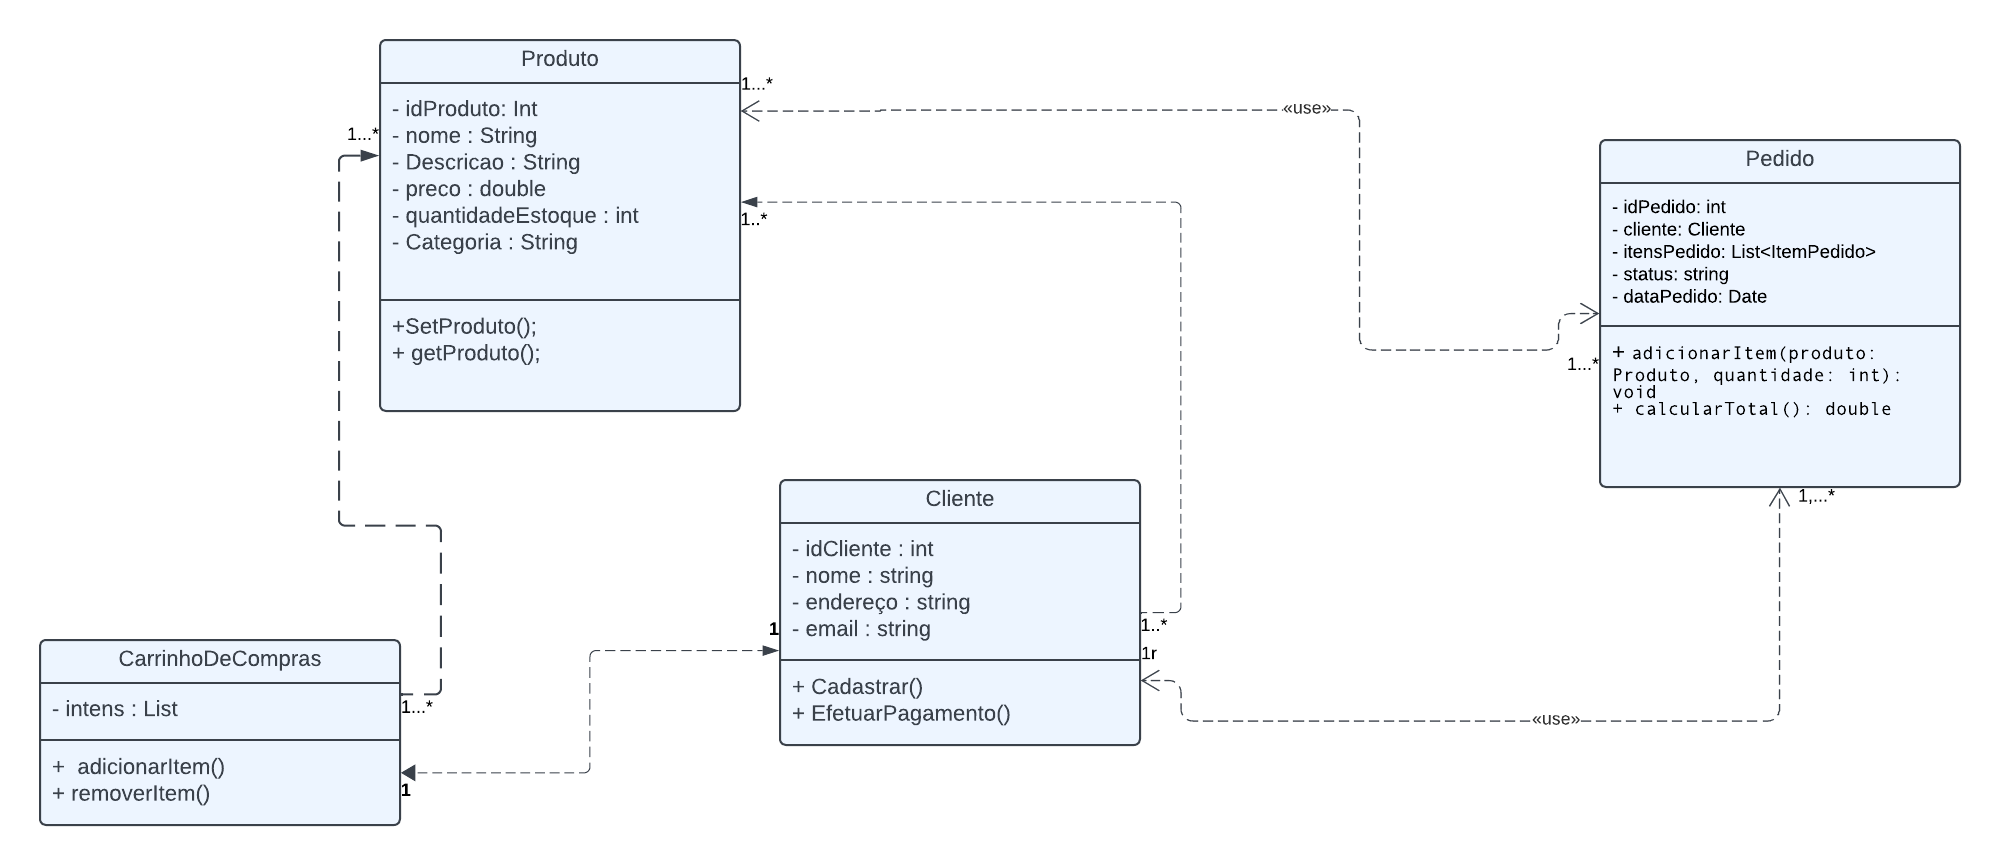 Produto
- idProduto: Int
- nome : String
- Descricao : String
- preco : double
- quantidadeEstoque : int
- Categoria : String
+SetProduto();
+ getProduto();
1...*
1...*
1..*
«use»
Pedido
- idPedido: int
- cliente: Cliente
- itensPedido: List<ItemPedido>
- status: string
- dataPedido: Date
+ adicionarItem(produto:
Produto, quantidade: int):
void
+ calcularTotal(): double
1...*
1,...*
Cliente
- idCliente : int
- nome : string
- endereço : string
- email : string
+ Cadastrar()
+ EfetuarPagamento()
1
1..*
1r
«use»
CarrinhoDeCompras
- intens : List
+  adicionarItem()
+ removerItem()
1...*
1